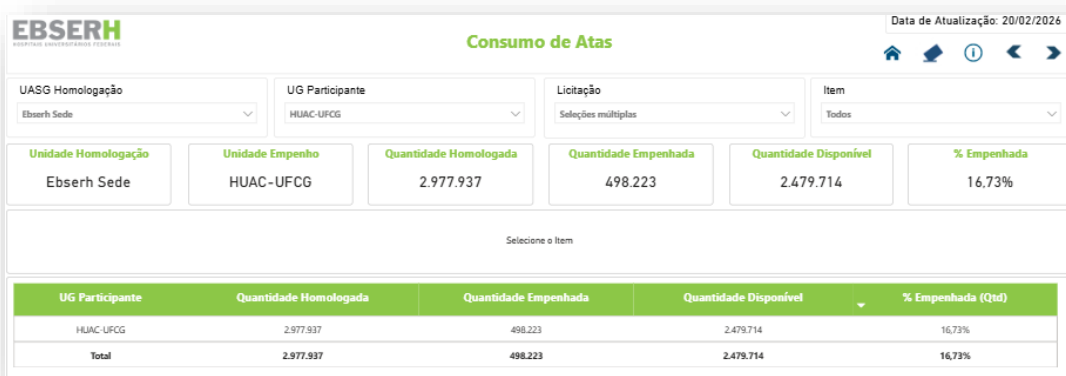 EBSERH
HOSPITAIS UNIVERSITÁRIOS FEDERAIS
Data de Atualização: 20/02/2026
Consumo de Atas
UASG Homologação UG Participante Licitação Item
Ebserh Sede HUAC-UFCG Seleções múltiplas Todos
Unidade Homologação Unidade Empenho Quantidade Homologada Quantidade Empenhada Quantidade Disponível % Empenhada
Ebserh Sede HUAC-UFCG 2.977.937 498.223 2.479.714 16,73%
Selecione o Item
UG Participante Quantidade Homologada Quantidade Empenhada Quantidade Disponível % Empenhada (Qtd)
HUAC-UFCG 2.977.937 498.223 2.479.714 16,73%
Total 2.977.937 498.223 2.479.714 16,73%